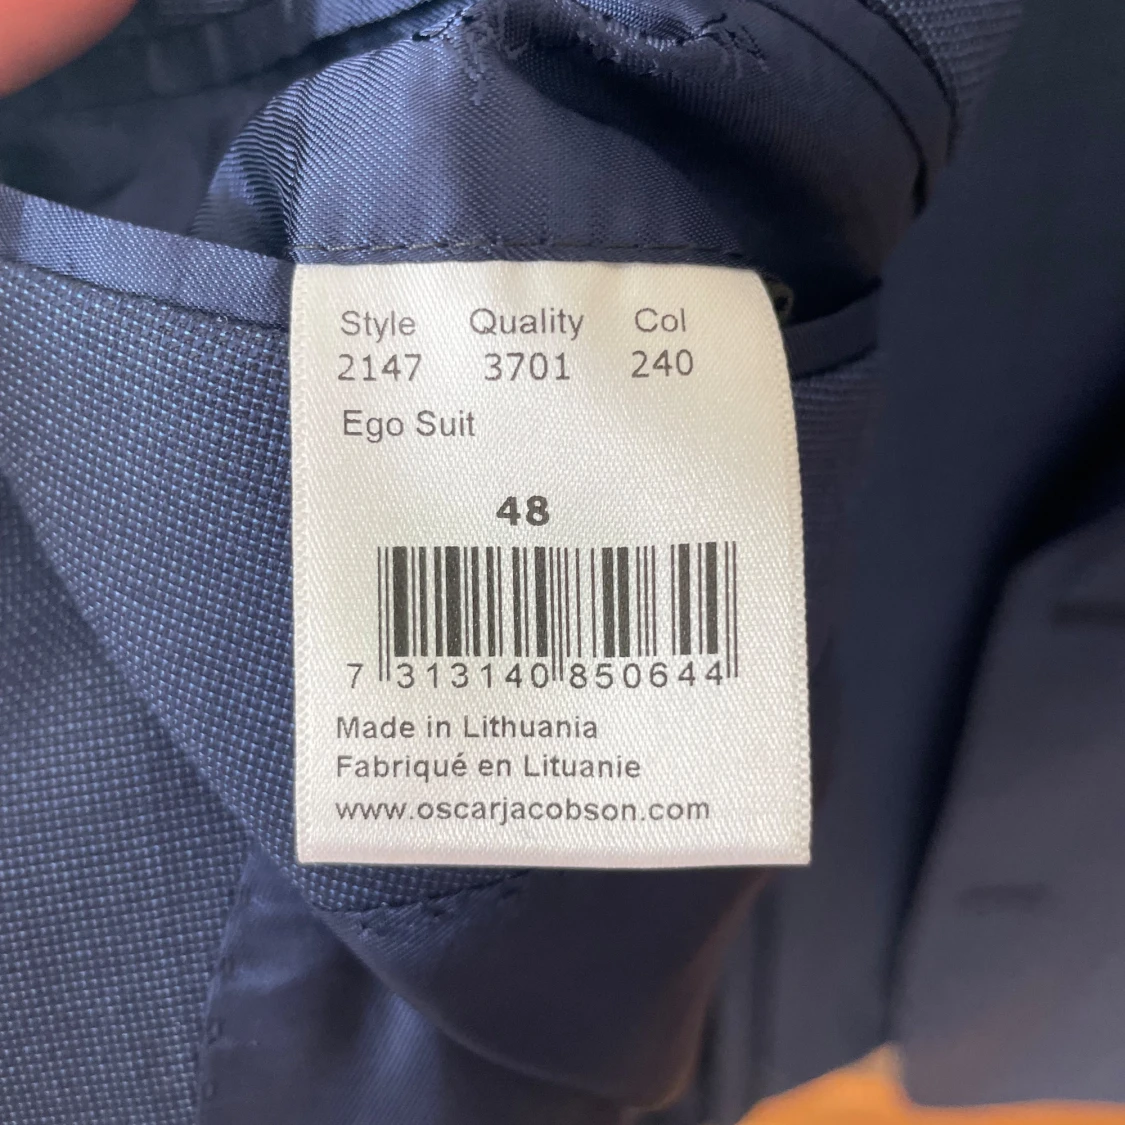 Style Quality Col
2147 3701 240
Ego Suit
48
7 313140 850644
Made in Lithuania
Fabriqué en Lituanie
www.oscarjacobson.com